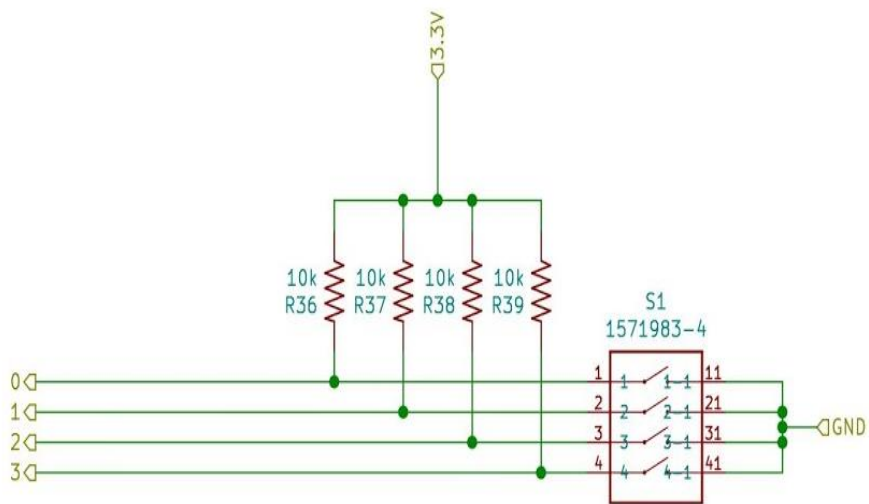 3.3V
10k 10k 10k 10k
R36 R37 R38 R39
S1
1571983-4
0 1 1 1-1 11
1 2 2 2-1 21
2 3 3 3-1 31
GND
3 4 4 4-1 41